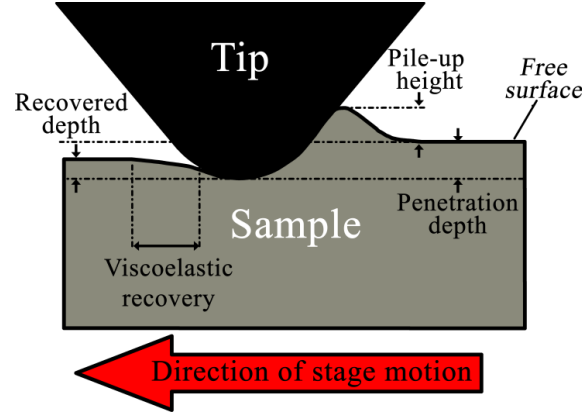 Tip
Pile-up
height
Free
surface
Recovered
depth
Penetration
depth
Sample
Viscoelastic
recovery
Direction of stage motion